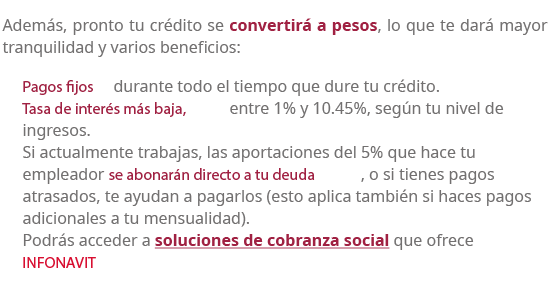 Además, pronto tu crédito se convertirá a pesos, lo que te dará mayor
tranquilidad y varios beneficios:
Pagos fijos durante todo el tiempo que dure tu crédito.
Tasa de interés más baja, entre 1% y 10.45%, según tu nivel de
ingresos.
Si actualmente trabajas, las aportaciones del 5% que hace tu
empleador se abonarán directo a tu deuda , o si tienes pagos
atrasados, te ayudan a pagarlos (esto aplica también si haces pagos
adicionales a tu mensualidad).
Podrás acceder a soluciones de cobranza social que ofrece
INFONAVIT